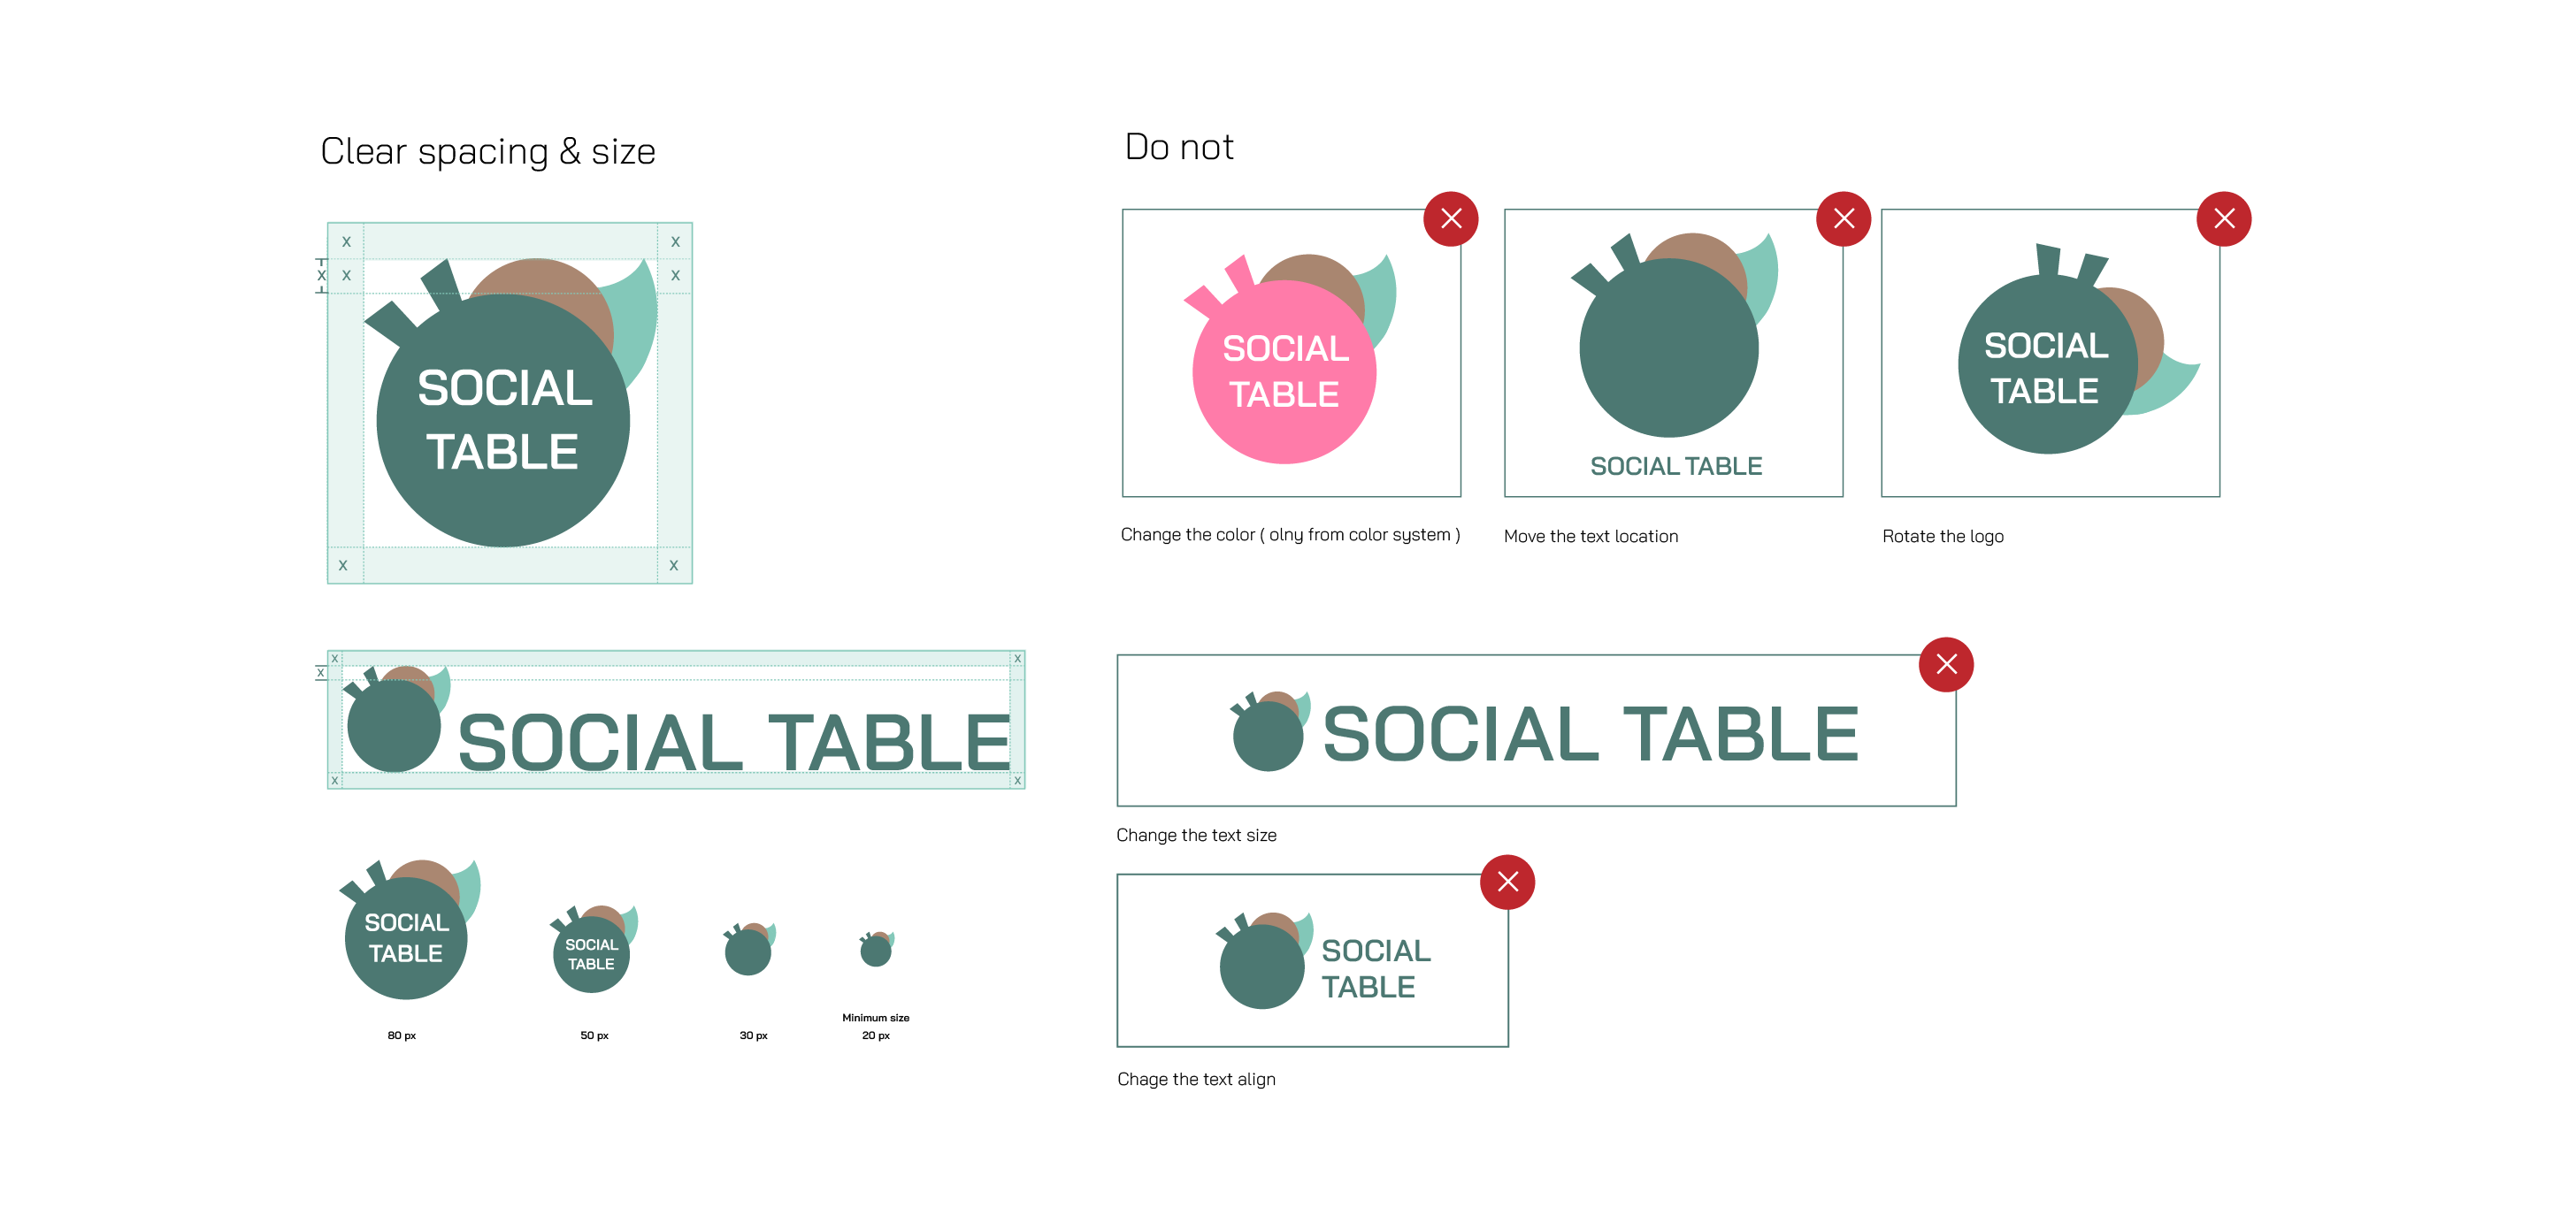 Clear spacing & size
X
X
X
X
X
SOCIAL
TABLE
X
X
X
X
X
SOCIAL TABLE
X
X
X
SOCIAL
TABLE
SOCIAL
TABLE
80 px
50 px
30 px
Minimum size
20 px
Do not
SOCIAL
TABLE
Change the color ( olny from color system )
SOCIAL TABLE
Move the text location
SOCIAL
TABLE
Rotate the logo
SOCIAL TABLE
Change the text size
SOCIAL
TABLE
Chage the text align